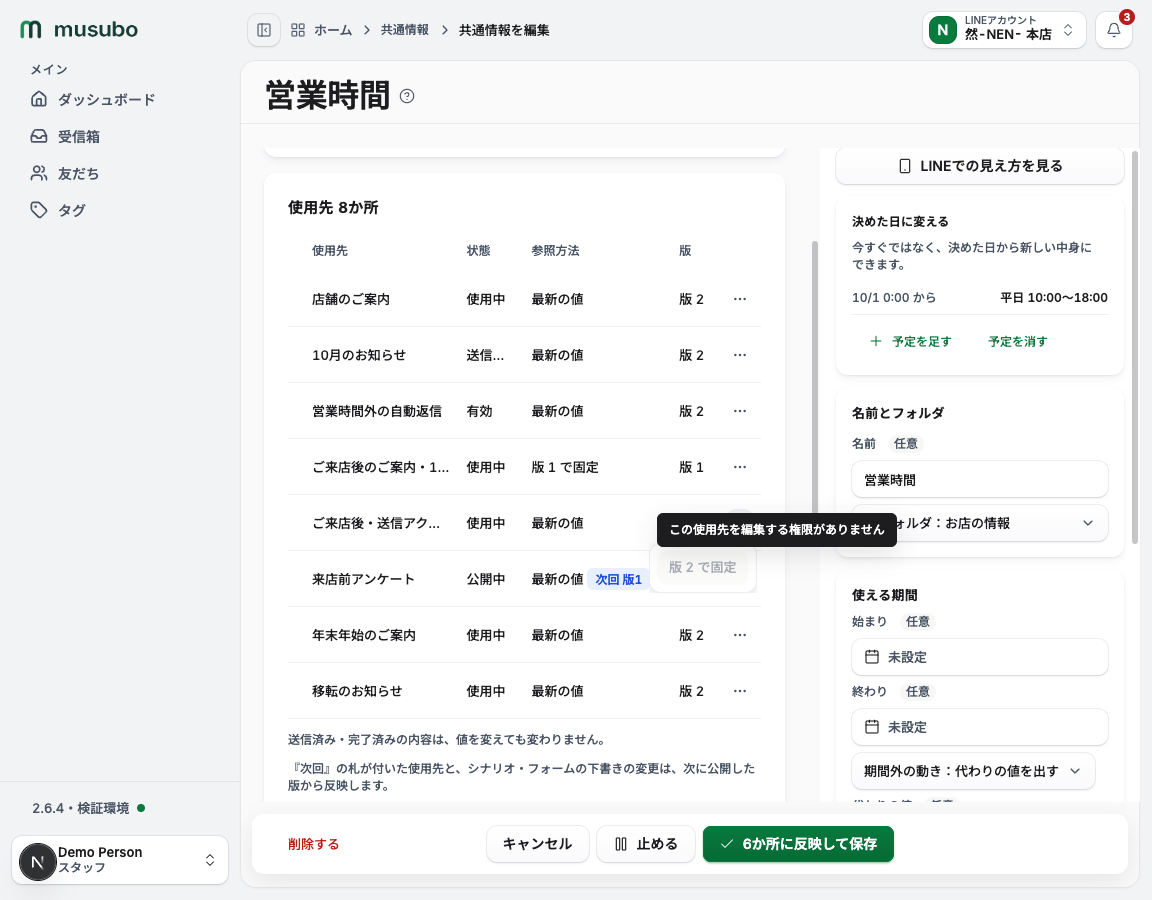 musubo
ホーム
共通情報
共通情報を編集
LINEアカウント
N
然-NEN- 本店
3
メイン
ダッシュボード
受信箱
友だち
タグ
営業時間
使用先 8か所
使用先 状態 参照方法 版
店舗のご案内 使用中 最新の値 版 2 ...
10月のお知らせ 送信... 最新の値 版 2 ...
営業時間外の自動返信 有効 最新の値 版 2 ...
ご来店後のご案内・1... 使用中 版 1 で固定 版 1 ...
ご来店後・送信アク... 使用中 最新の値
この使用先を編集する権限がありません
版 2 で固定
来店前アンケート 公開中 最新の値 次回 版1
年末年始のご案内 使用中 最新の値 版 2 ...
移転のお知らせ 使用中 最新の値 版 2 ...
送信済み・完了済みの内容は、値を変えても変わりません。
『次回』の札が付いた使用先と、シナリオ・フォームの下書きの変更は、次に公開した
版から反映します。
LINEでの見え方を見る
決めた日に変える
今すぐではなく、決めた日から新しい中身に
できます。
10/1 0:00 から 平日 10:00〜18:00
予定を足す 予定を消す
名前とフォルダ
名前 任意
営業時間
ォルダ：お店の情報
使える期間
始まり 任意
未設定
終わり 任意
未設定
期間外の動き：代わりの値を出す
2.6.4・検証環境
N
Demo Person
スタッフ
削除する
キャンセル
止める
6か所に反映して保存